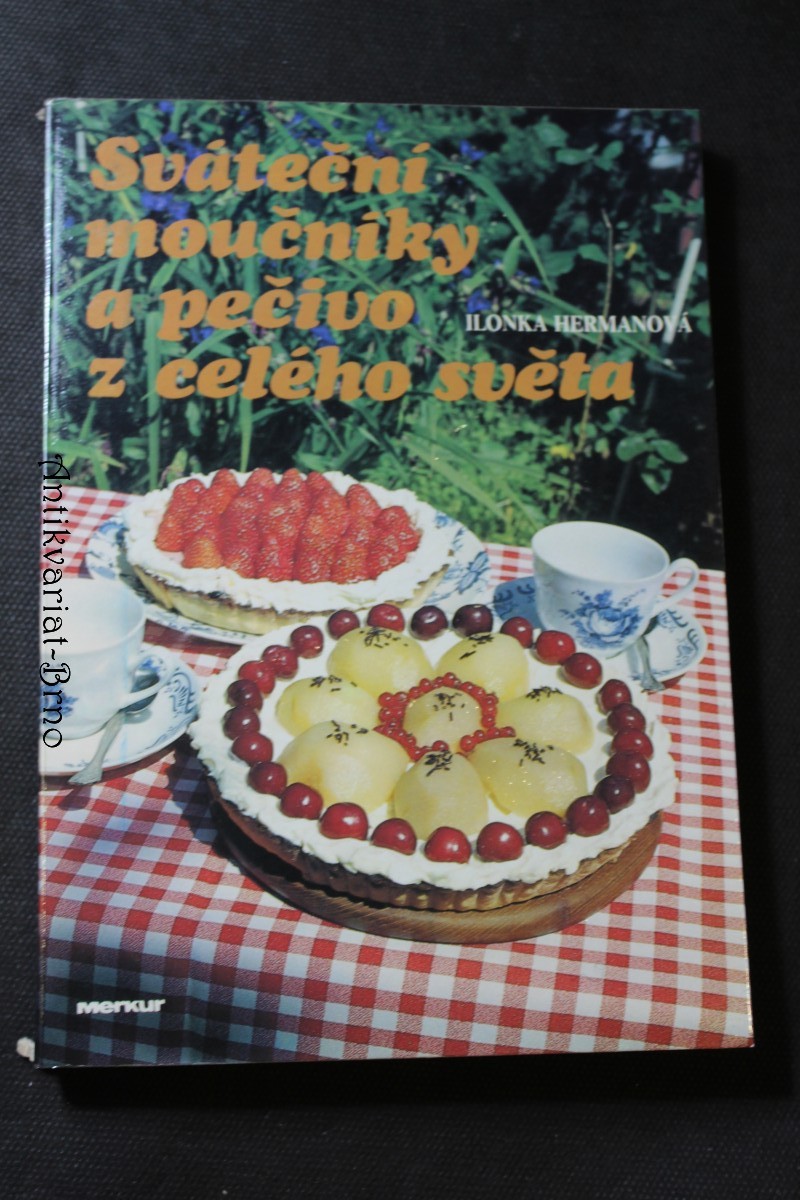 Sváteční
moučníky
a pečivo
z celého světa
ILONKA HERMANOVÁ
Antikvariat-Brno
merkur